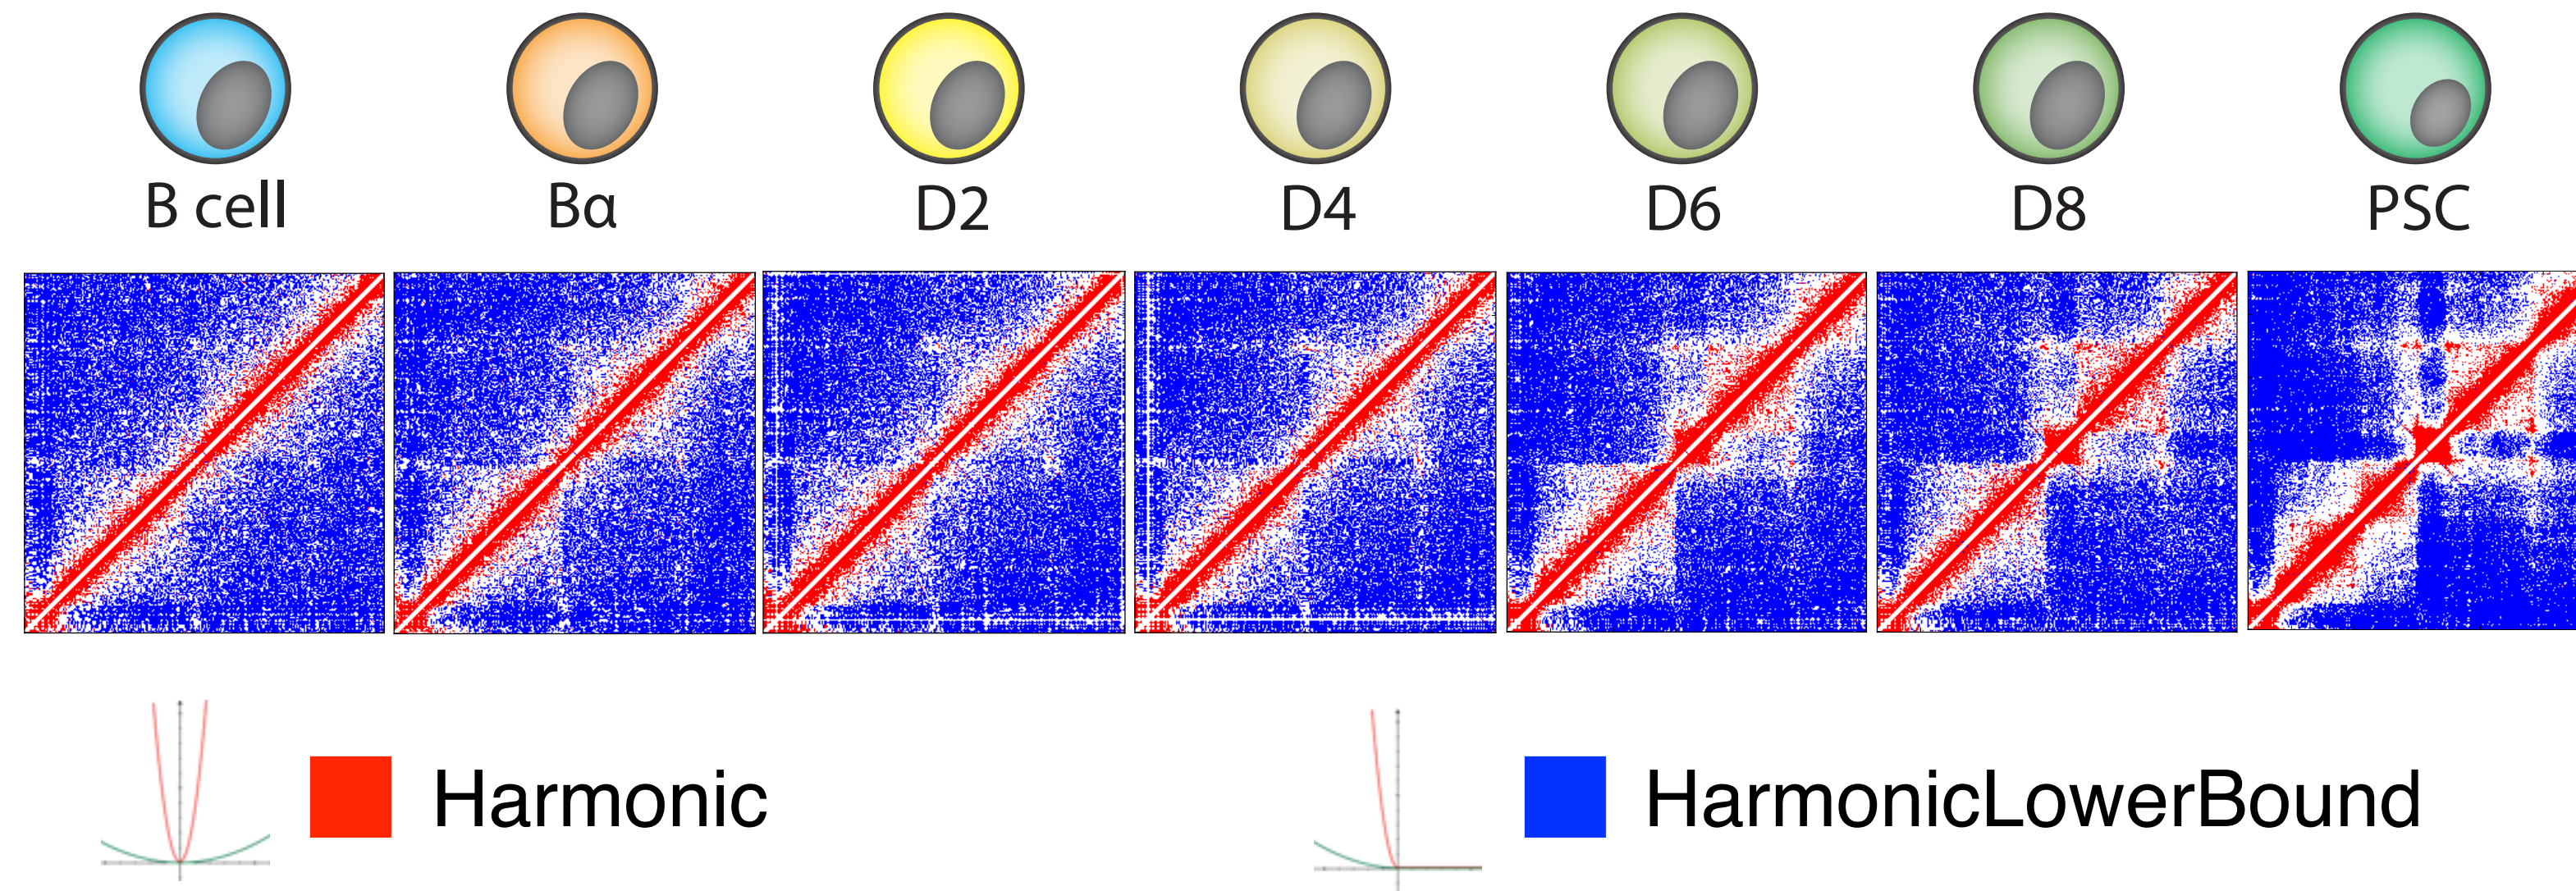 B cell
Bα
D2
D4
D6
D8
PSC
Harmonic
HarmonicLowerBound